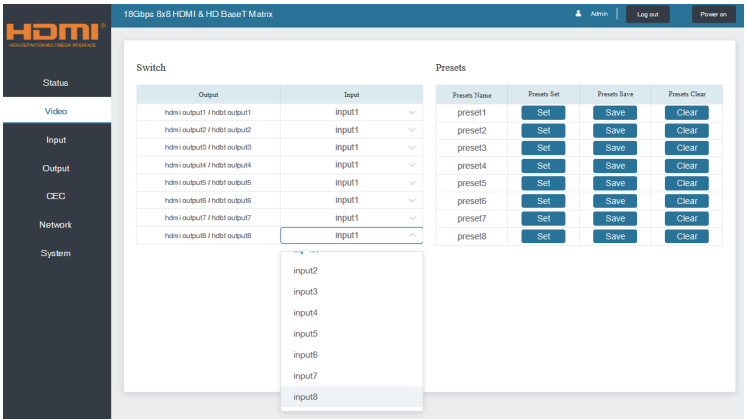 18Gbps 8x8 HDMI & HD BaseT Matrix
Admin
Log out
Power on
HDMI®
HIGH DEFINITION MULTIMEDIA INTERFACE
Status
Video
Input
Output
CEC
Network
System
Switch
Output Input
hdmi output1 / hdbt output1 input1
hdmi output2 / hdbt output2 input1
hdmi output3 / hdbt output3 input1
hdmi output4 / hdbt output4 input1
hdmi output5 / hdbt output5 input1
hdmi output6 / hdbt output6 input1
hdmi output7 / hdbt output7 input1
hdmi output8 / hdbt output8 input1
input2
input3
input4
input5
input6
input7
input8
Presets
Presets Name Presets Set Presets Save Presets Clear
preset1 Set Save Clear
preset2 Set Save Clear
preset3 Set Save Clear
preset4 Set Save Clear
preset5 Set Save Clear
preset6 Set Save Clear
preset7 Set Save Clear
preset8 Set Save Clear